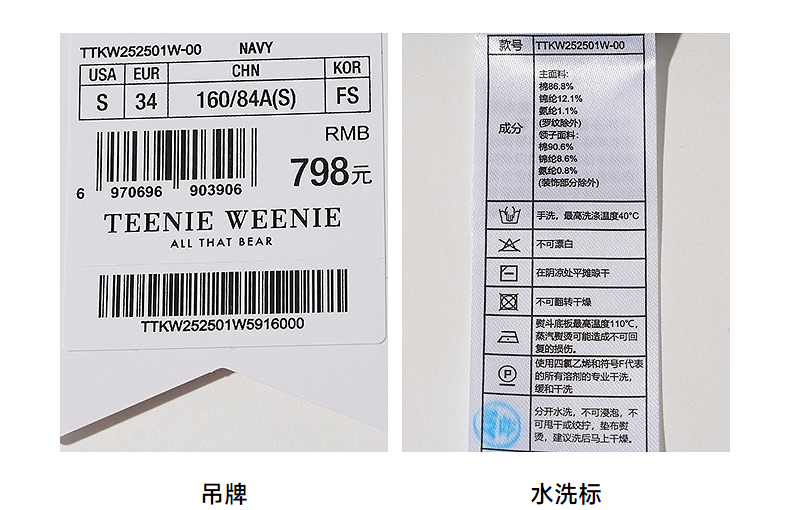 TTKW252501W-00 NAVY
USA EUR CHN KOR
S 34 160/84A(S) FS
RMB
798元
6 970696 903906
TEENIE WEENIE
ALL THAT BEAR
TTKW252501W5916000
吊牌
款号 TTKW252501W-00
成分
主面料:
棉86.8%
锦纶12.1%
氨纶1.1%
(罗纹除外)
领子面料:
棉90.6%
锦纶8.6%
氨纶0.8%
(装饰部分除外)
手洗，最高洗涤温度40°C
不可漂白
在阴凉处平摊晾干
不可翻转干燥
熨斗底板最高温度110℃,
蒸汽熨烫可能造成不可回
复的损伤。
P
使用四氯乙烯和符号F代表
的所有溶剂的专业干洗,
缓和干洗
分开水洗，不可浸泡，不
可甩干或绞拧，垫布熨
烫，建议洗后马上干燥。
水洗标